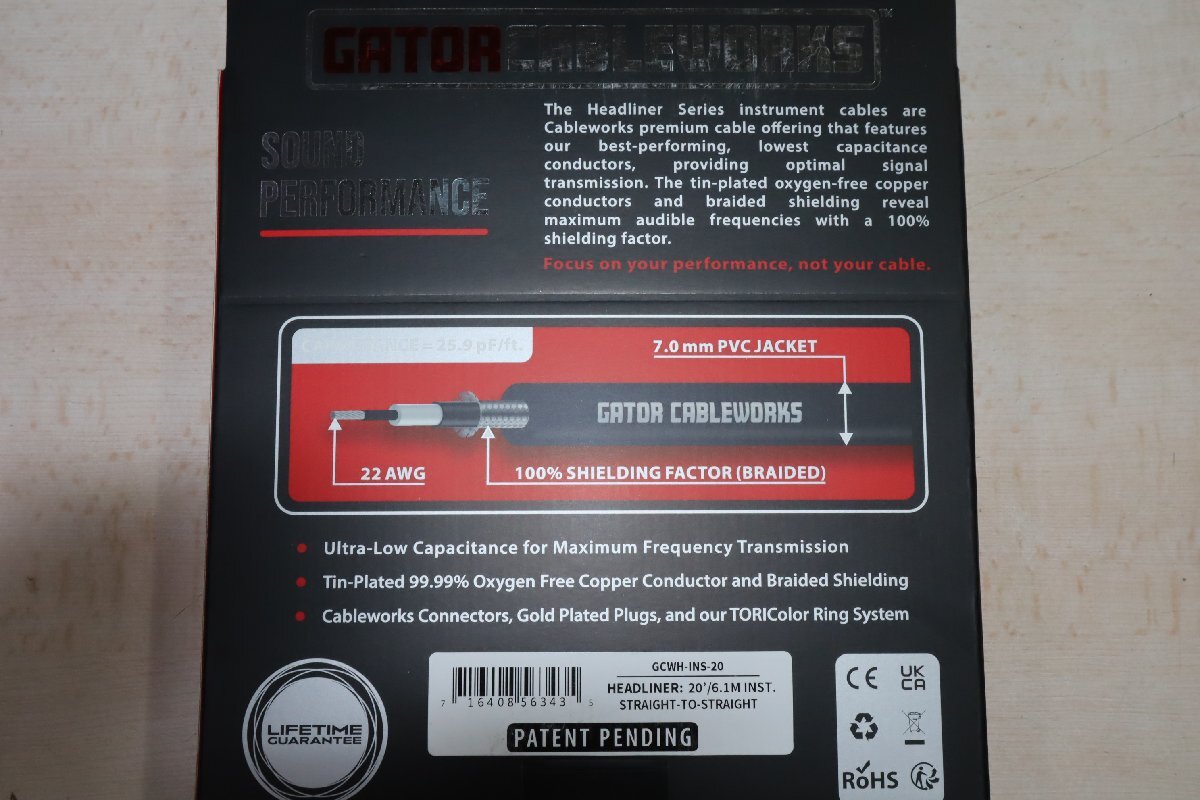 GATOR CABLEWORKS™
SOUND
PERFORMANCE
The Headliner Series instrument cables are
Cableworks premium cable offering that features
our best-performing, lowest capacitance
conductors, providing optimal signal
transmission. The tin-plated oxygen-free copper
conductors and braided shielding reveal
maximum audible frequencies with a 100%
shielding factor.
Focus on your performance, not your cable.
CAPACITANCE = 25.9 pF/ft.
7.0 mm PVC JACKET
GATOR CABLEWORKS
22 AWG
100% SHIELDING FACTOR (BRAIDED)
• Ultra-Low Capacitance for Maximum Frequency Transmission
• Tin-Plated 99.99% Oxygen Free Copper Conductor and Braided Shielding
• Cableworks Connectors, Gold Plated Plugs, and our TORIColor Ring System
LIFETIME
GUARANTEE
7 16408 56343 5
GCWH-INS-20
HEADLINER: 20'/6.1M INST.
STRAIGHT-TO-STRAIGHT
PATENT PENDING
CE
UK
CA
RoHS